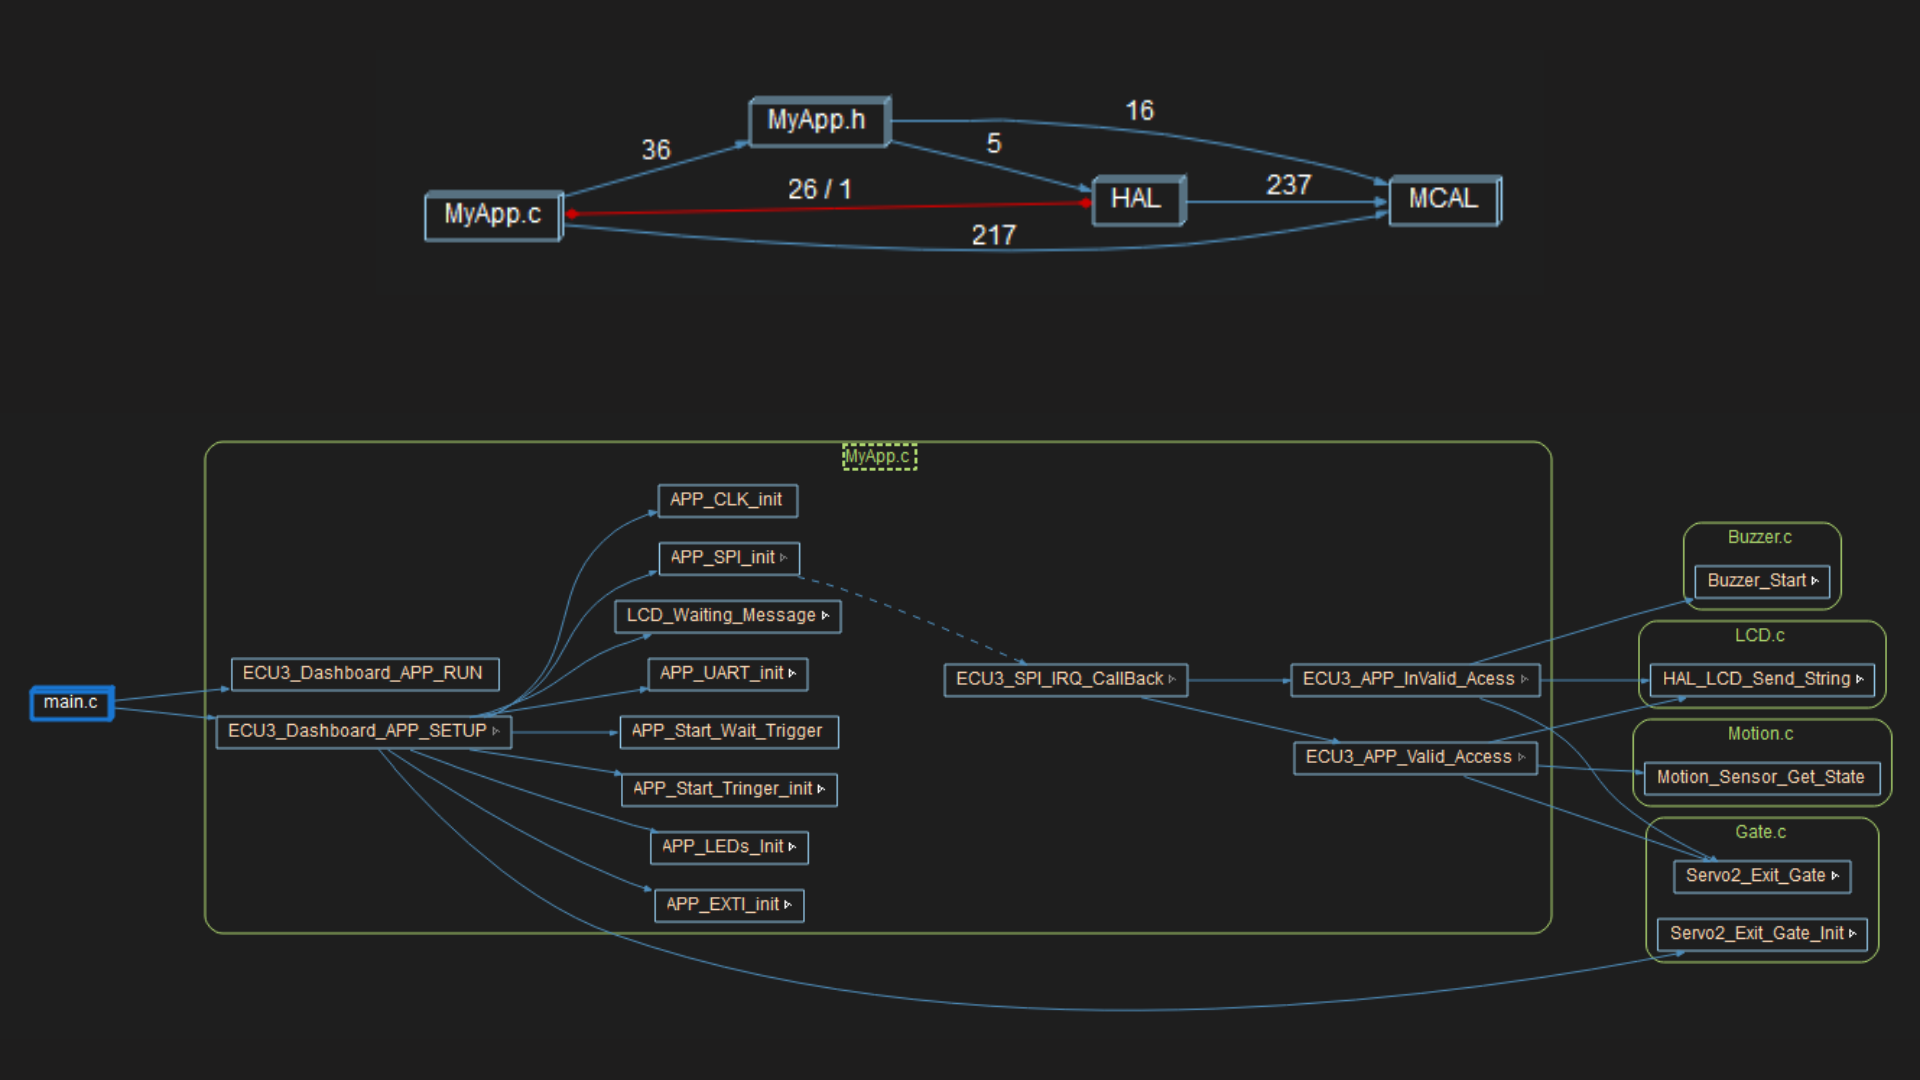 16
MyApp.h
36
5
26 / 1
237
HAL
MCAL
MyApp.c
217
MyApp.c
APP_CLK_init
APP_SPI_init
LCD_Waiting_Message
ECU3_Dashboard_APP_RUN
APP_UART_init
main.c
ECU3_Dashboard_APP_SETUP
APP_Start_Wait_Trigger
APP_Start_Tringer_init
APP_LEDs_Init
APP_EXTI_init
ECU3_SPI_IRQ_CallBack
ECU3_APP_InValid_Acess
ECU3_APP_Valid_Access
Buzzer.c
Buzzer_Start
LCD.c
HAL_LCD_Send_String
Motion.c
Motion_Sensor_Get_State
Gate.c
Servo2_Exit_Gate
Servo2_Exit_Gate_Init